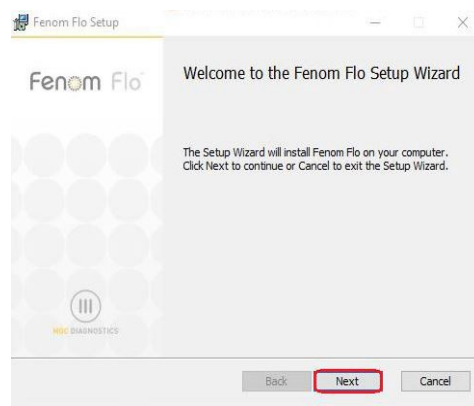 Fenom Flo Setup
Fenom Flo
Welcome to the Fenom Flo Setup Wizard
The Setup Wizard will install Fenom Flo on your computer.
Click Next to continue or Cancel to exit the Setup Wizard.
DIAGNOSTICS
Back
Next
Cancel